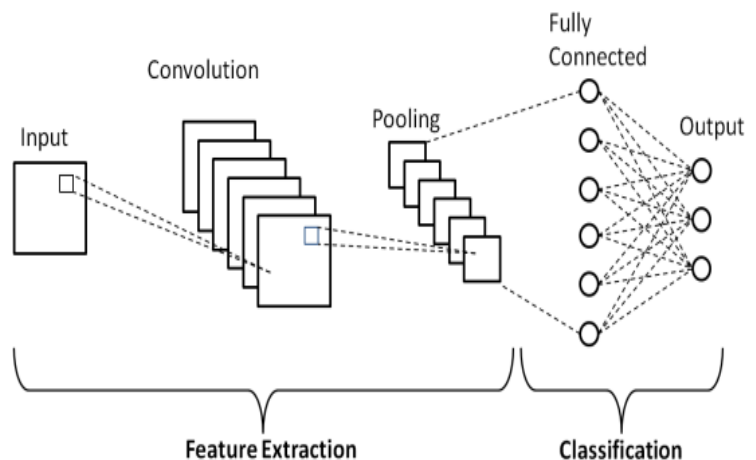 Input
Convolution
Pooling
Fully
Connected
Output
Feature Extraction
Classification